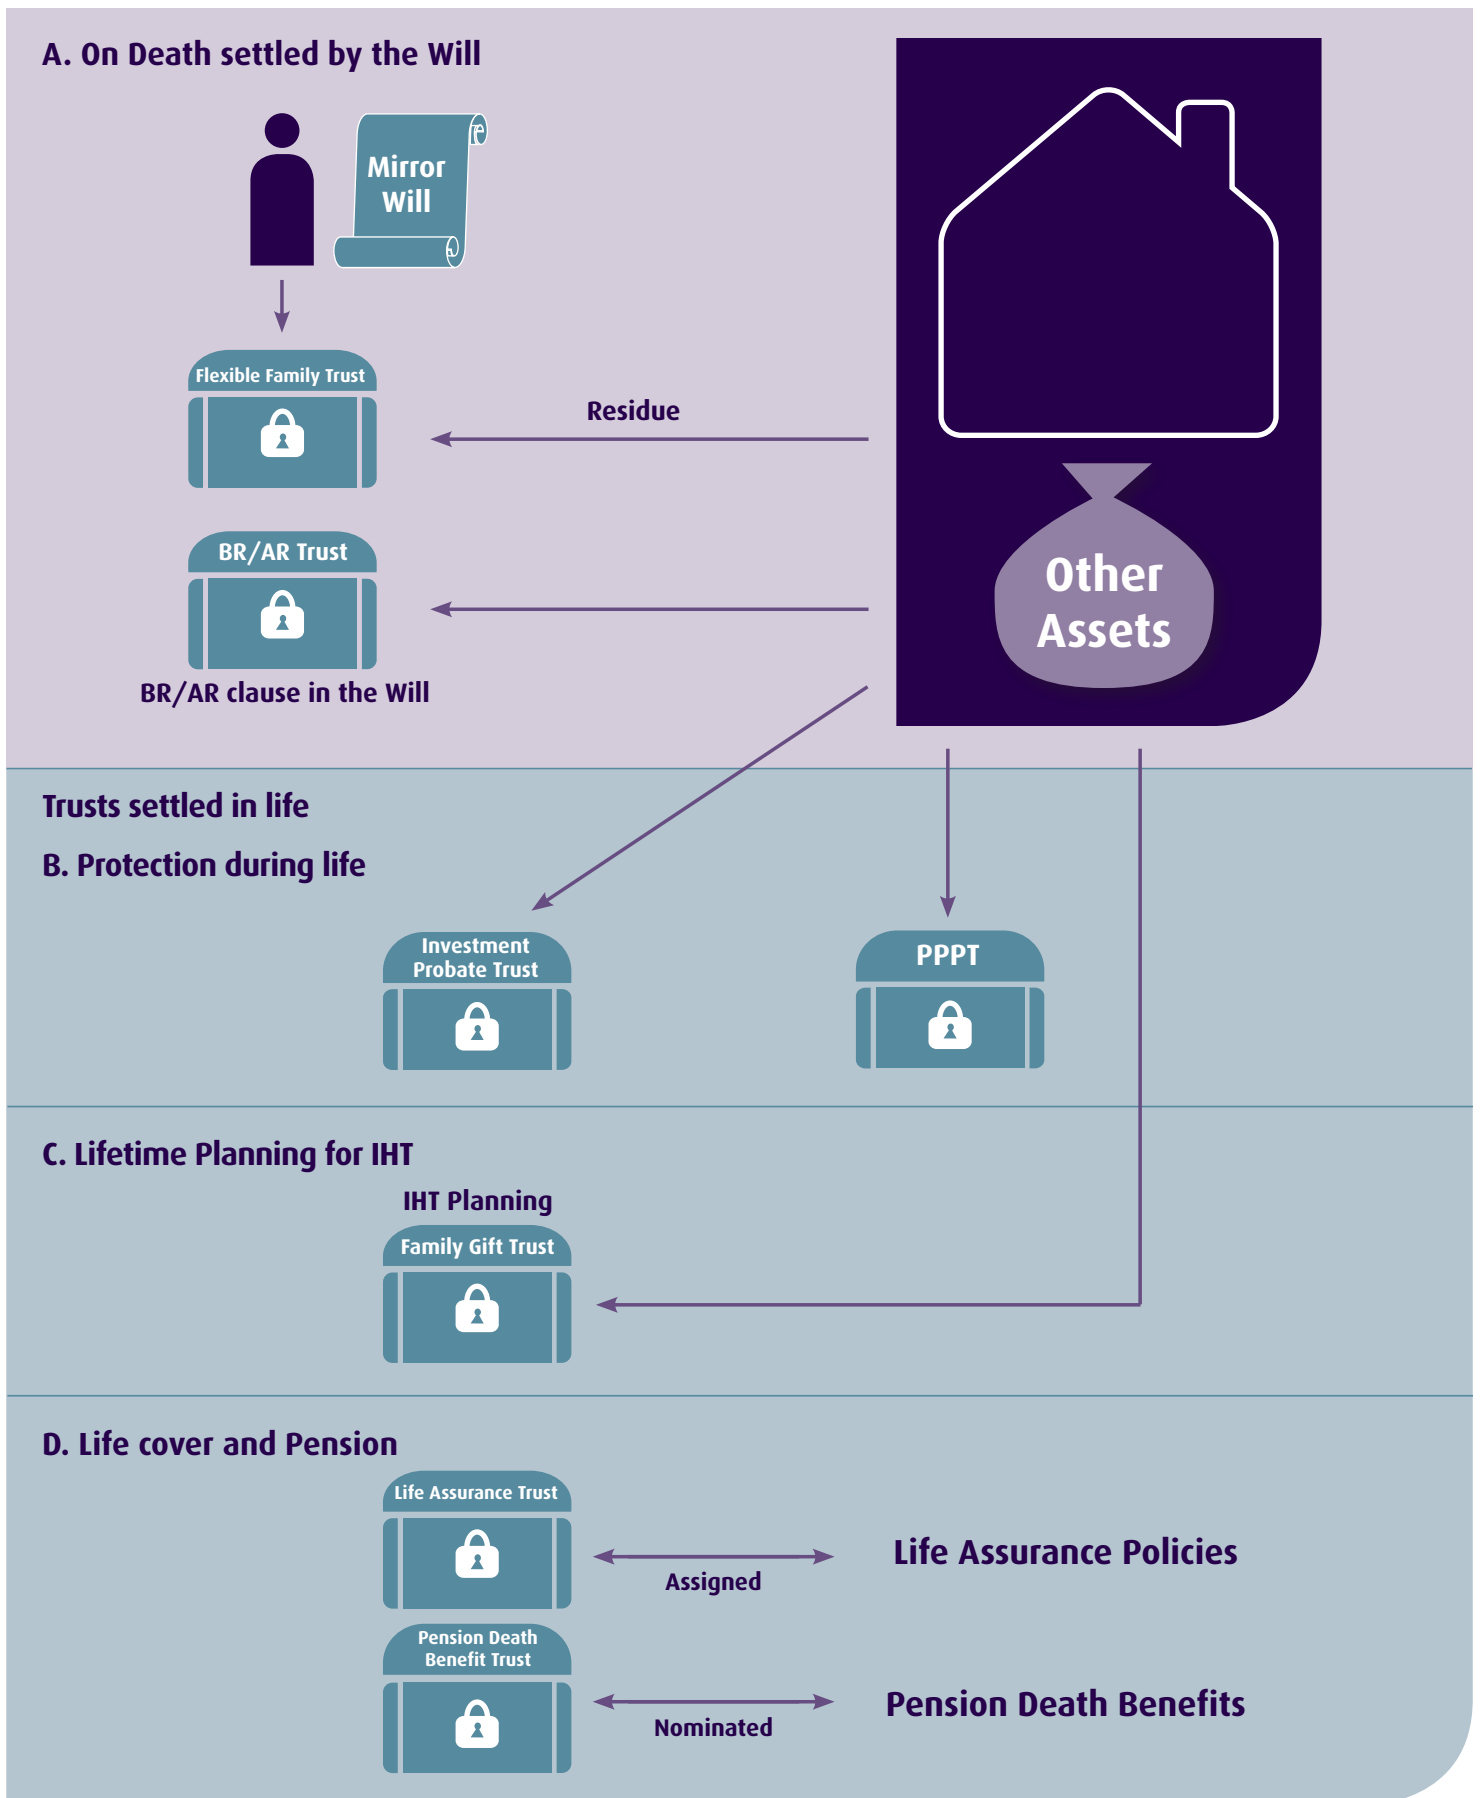 A. On Death settled by the Will
Mirror
Will
Flexible Family Trust
Residue
BR/AR Trust
BR/AR clause in the Will
Other
Assets
Trusts settled in life
B. Protection during life
Investment
Probate Trust
PPPT
C. Lifetime Planning for IHT
IHT Planning
Family Gift Trust
D. Life cover and Pension
Life Assurance Trust
Assigned
Life Assurance Policies
Pension Death
Benefit Trust
Nominated
Pension Death Benefits